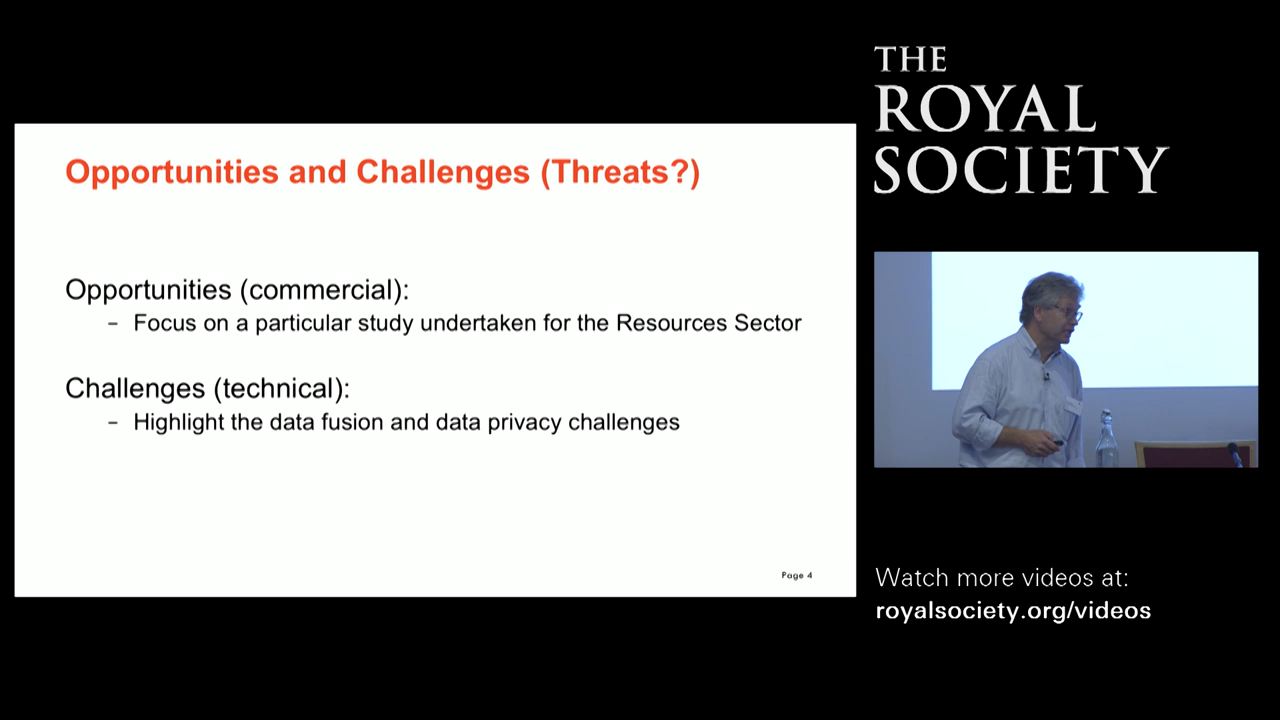 Opportunities and Challenges (Threats?)
Opportunities (commercial):
– Focus on a particular study undertaken for the Resources Sector
Challenges (technical):
– Highlight the data fusion and data privacy challenges
Page 4
THE
ROYAL
SOCIETY
Watch more videos at:
royalsociety.org/videos